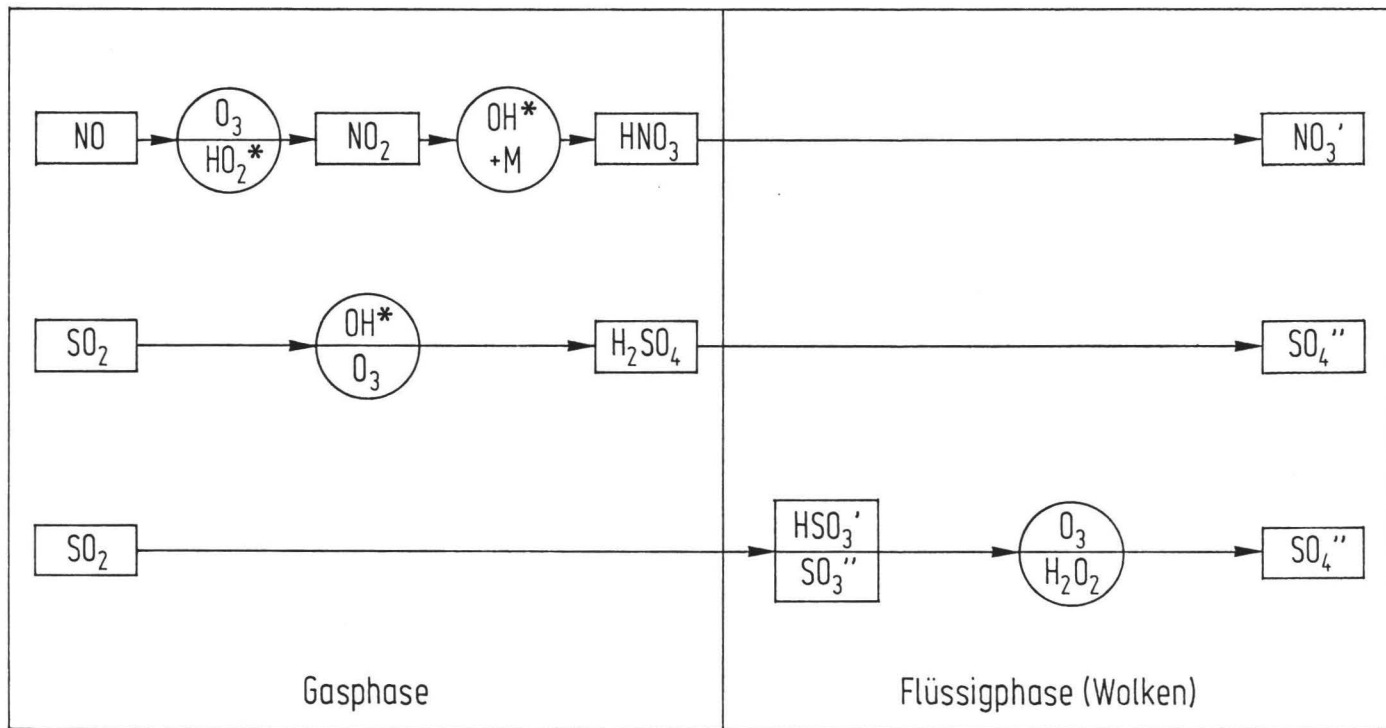 NO O₃ HO₂* NO₂ OH* +M HNO₃ NO₃'
SO₂ OH* O₃ H₂SO₄ SO₄''
SO₂ HSO₃' SO₃'' O₃ H₂O₂ SO₄''
Gasphase Flüssigphase (Wolken)